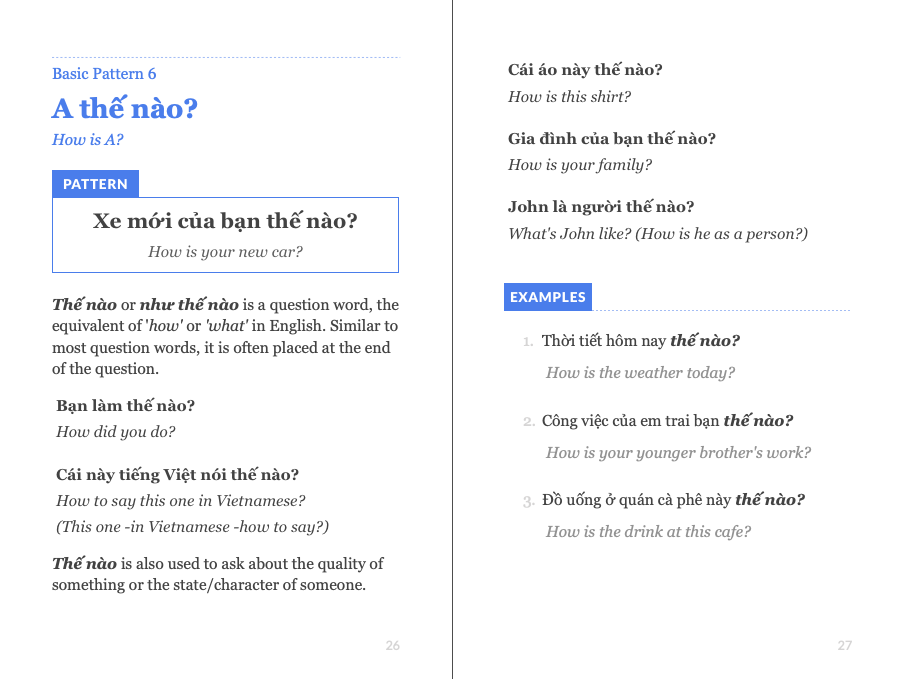 Basic Pattern 6
A thế nào?
How is A?
PATTERN
Xe mới của bạn thế nào?
How is your new car?
Thế nào or như thế nào is a question word, the
equivalent of 'how' or 'what' in English. Similar to
most question words, it is often placed at the end
of the question.
Bạn làm thế nào?
How did you do?
Cái này tiếng Việt nói thế nào?
How to say this one in Vietnamese?
(This one -in Vietnamese -how to say?)
Thế nào is also used to ask about the quality of
something or the state/character of someone.
26
Cái áo này thế nào?
How is this shirt?
Gia đình của bạn thế nào?
How is your family?
John là người thế nào?
What's John like? (How is he as a person?)
EXAMPLES
1. Thời tiết hôm nay thế nào?
How is the weather today?
2. Công việc của em trai bạn thế nào?
How is your younger brother's work?
3. Đồ uống ở quán cà phê này thế nào?
How is the drink at this cafe?
27